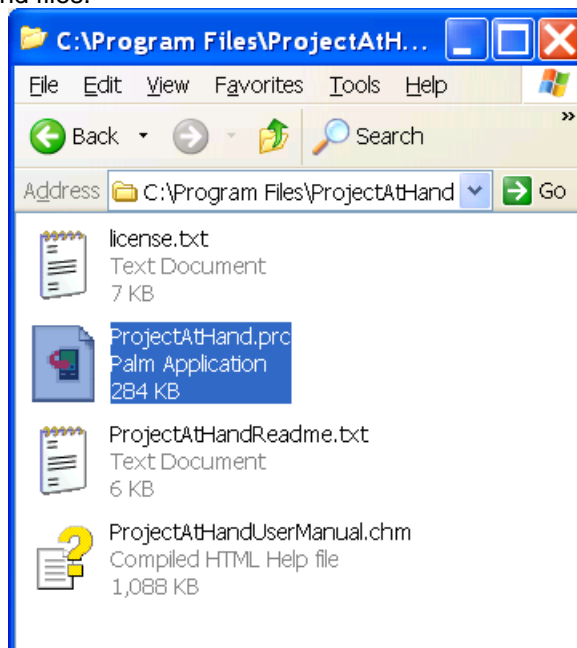 nd files.
C:\Program Files\ProjectAtH...
File Edit View Favorites Tools Help
Back Search »
Address C:\Program Files\ProjectAtHand Go
license.txt
Text Document
7 KB
ProjectAtHand.prc
Palm Application
284 KB
ProjectAtHandReadme.txt
Text Document
6 KB
ProjectAtHandUserManual.chm
Compiled HTML Help file
1,088 KB